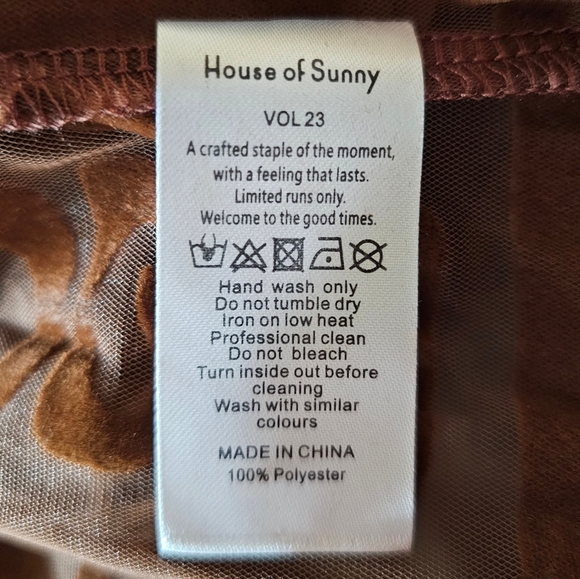 House of Sunny
VOL 23
A crafted staple of the moment,
with a feeling that lasts.
Limited runs only.
Welcome to the good times.
Hand wash only
Do not tumble dry
Iron on low heat
Professional clean
Do not bleach
Turn inside out before
cleaning
Wash with similar
colours
MADE IN CHINA
100% Polyester